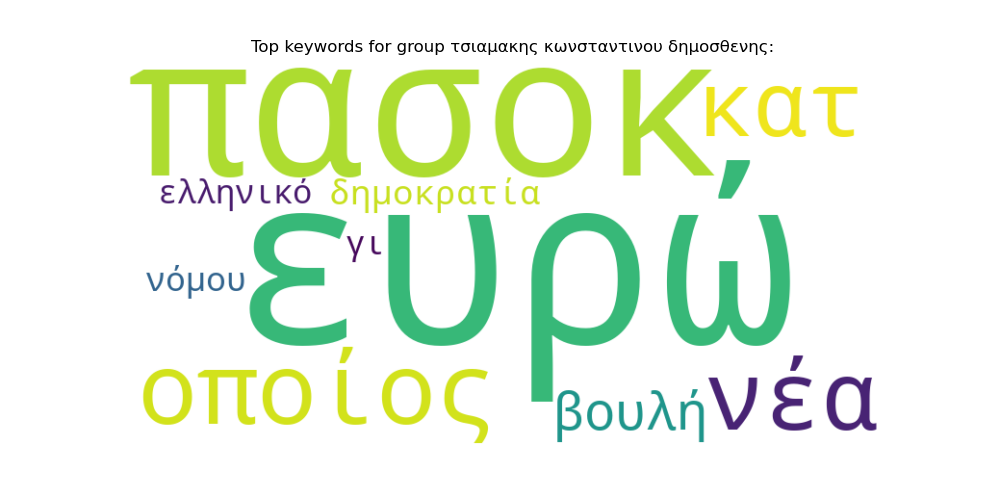 Top keywords for group τσιαμακης κωνσταντινου δημοσθενης:
πασοκ
κατ
ελληνικό
δημοκρατία
ευρώ
γι
νόμου
οποίος
βουλή
νέα